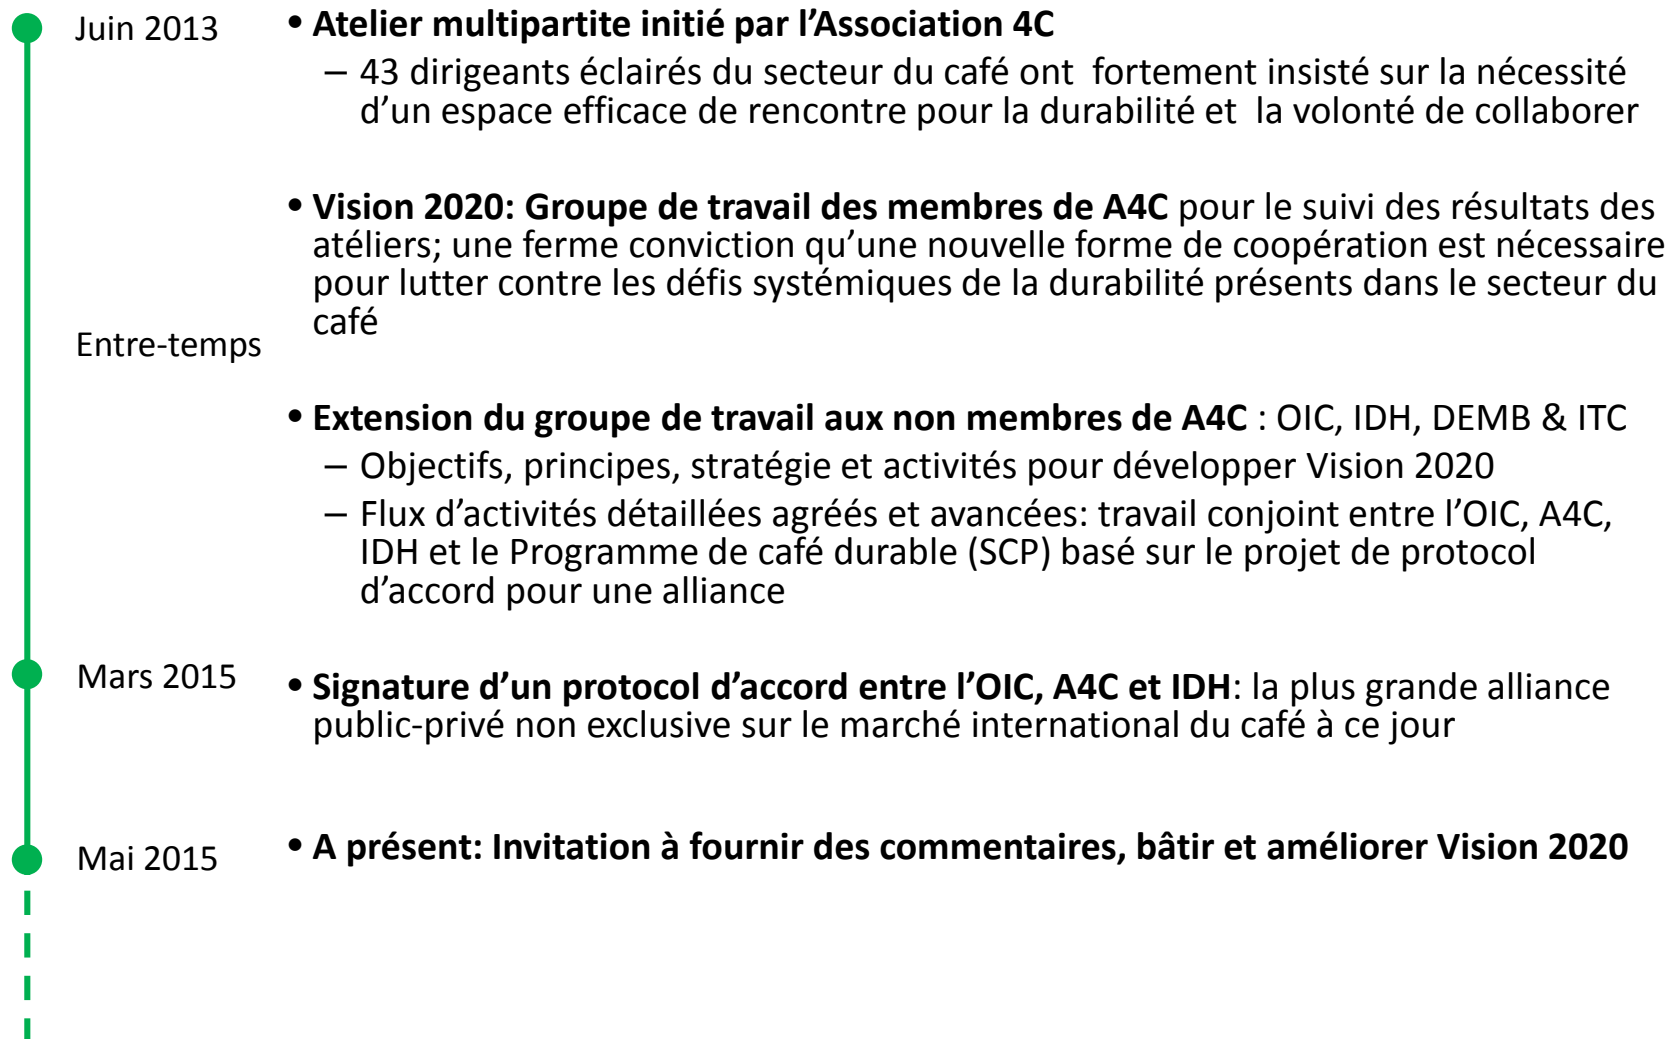 Juin 2013
• Atelier multipartite initié par l’Association 4C
– 43 dirigeants éclairés du secteur du café ont  fortement insisté sur la nécessité
d’un espace efficace de rencontre pour la durabilité et  la volonté de collaborer
• Vision 2020: Groupe de travail des membres de A4C pour le suivi des résultats des
atéliers; une ferme conviction qu’une nouvelle forme de coopération est nécessaire
pour lutter contre les défis systémiques de la durabilité présents dans le secteur du
café
Entre-temps
• Extension du groupe de travail aux non membres de A4C : OIC, IDH, DEMB & ITC
– Objectifs, principes, stratégie et activités pour développer Vision 2020
– Flux d’activités détaillées agréés et avancées: travail conjoint entre l’OIC, A4C,
IDH et le Programme de café durable (SCP) basé sur le projet de protocol
d’accord pour une alliance
Mars 2015
• Signature d’un protocol d’accord entre l’OIC, A4C et IDH: la plus grande alliance
public-privé non exclusive sur le marché international du café à ce jour
Mai 2015
• A présent: Invitation à fournir des commentaires, bâtir et améliorer Vision 2020